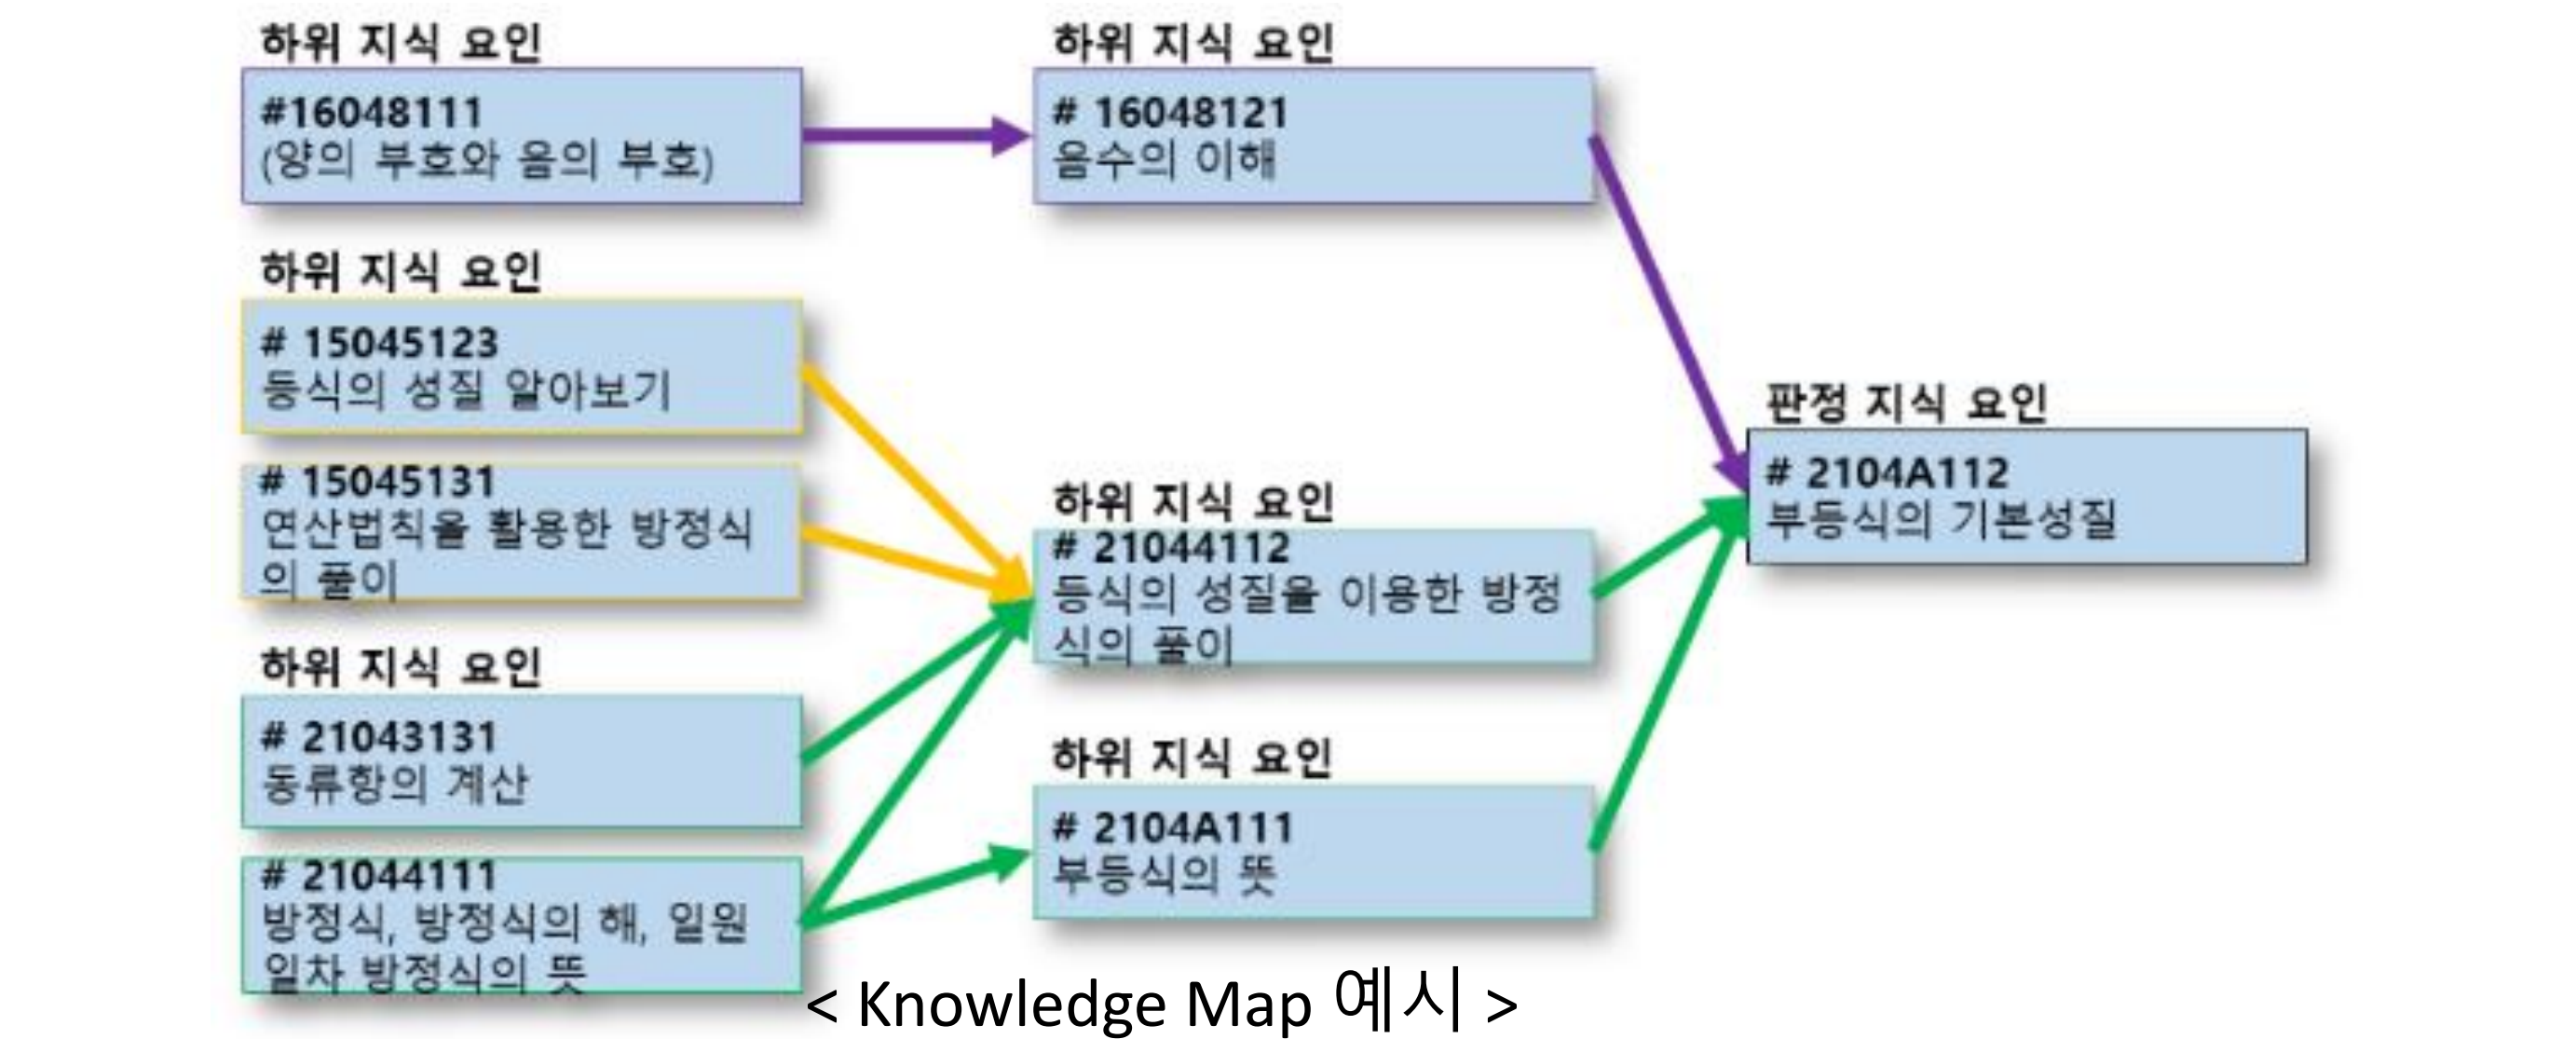 하위 지식 요인
#16048111
(양의 부호와 음의 부호)
하위 지식 요인
# 16048121
음수의 이해
하위 지식 요인
# 15045123
등식의 성질 알아보기
# 15045131
연산법칙을 활용한 방정식
의 풀이
하위 지식 요인
# 21043131
동류항의 계산
# 21044111
방정식, 방정식의 해, 일원
일차 방정식의 뜻
하위 지식 요인
# 21044112
등식의 성질을 이용한 방정
식의 풀이
하위 지식 요인
# 2104A111
부등식의 뜻
판정 지식 요인
# 2104A112
부등식의 기본성질
< Knowledge Map 예시 >